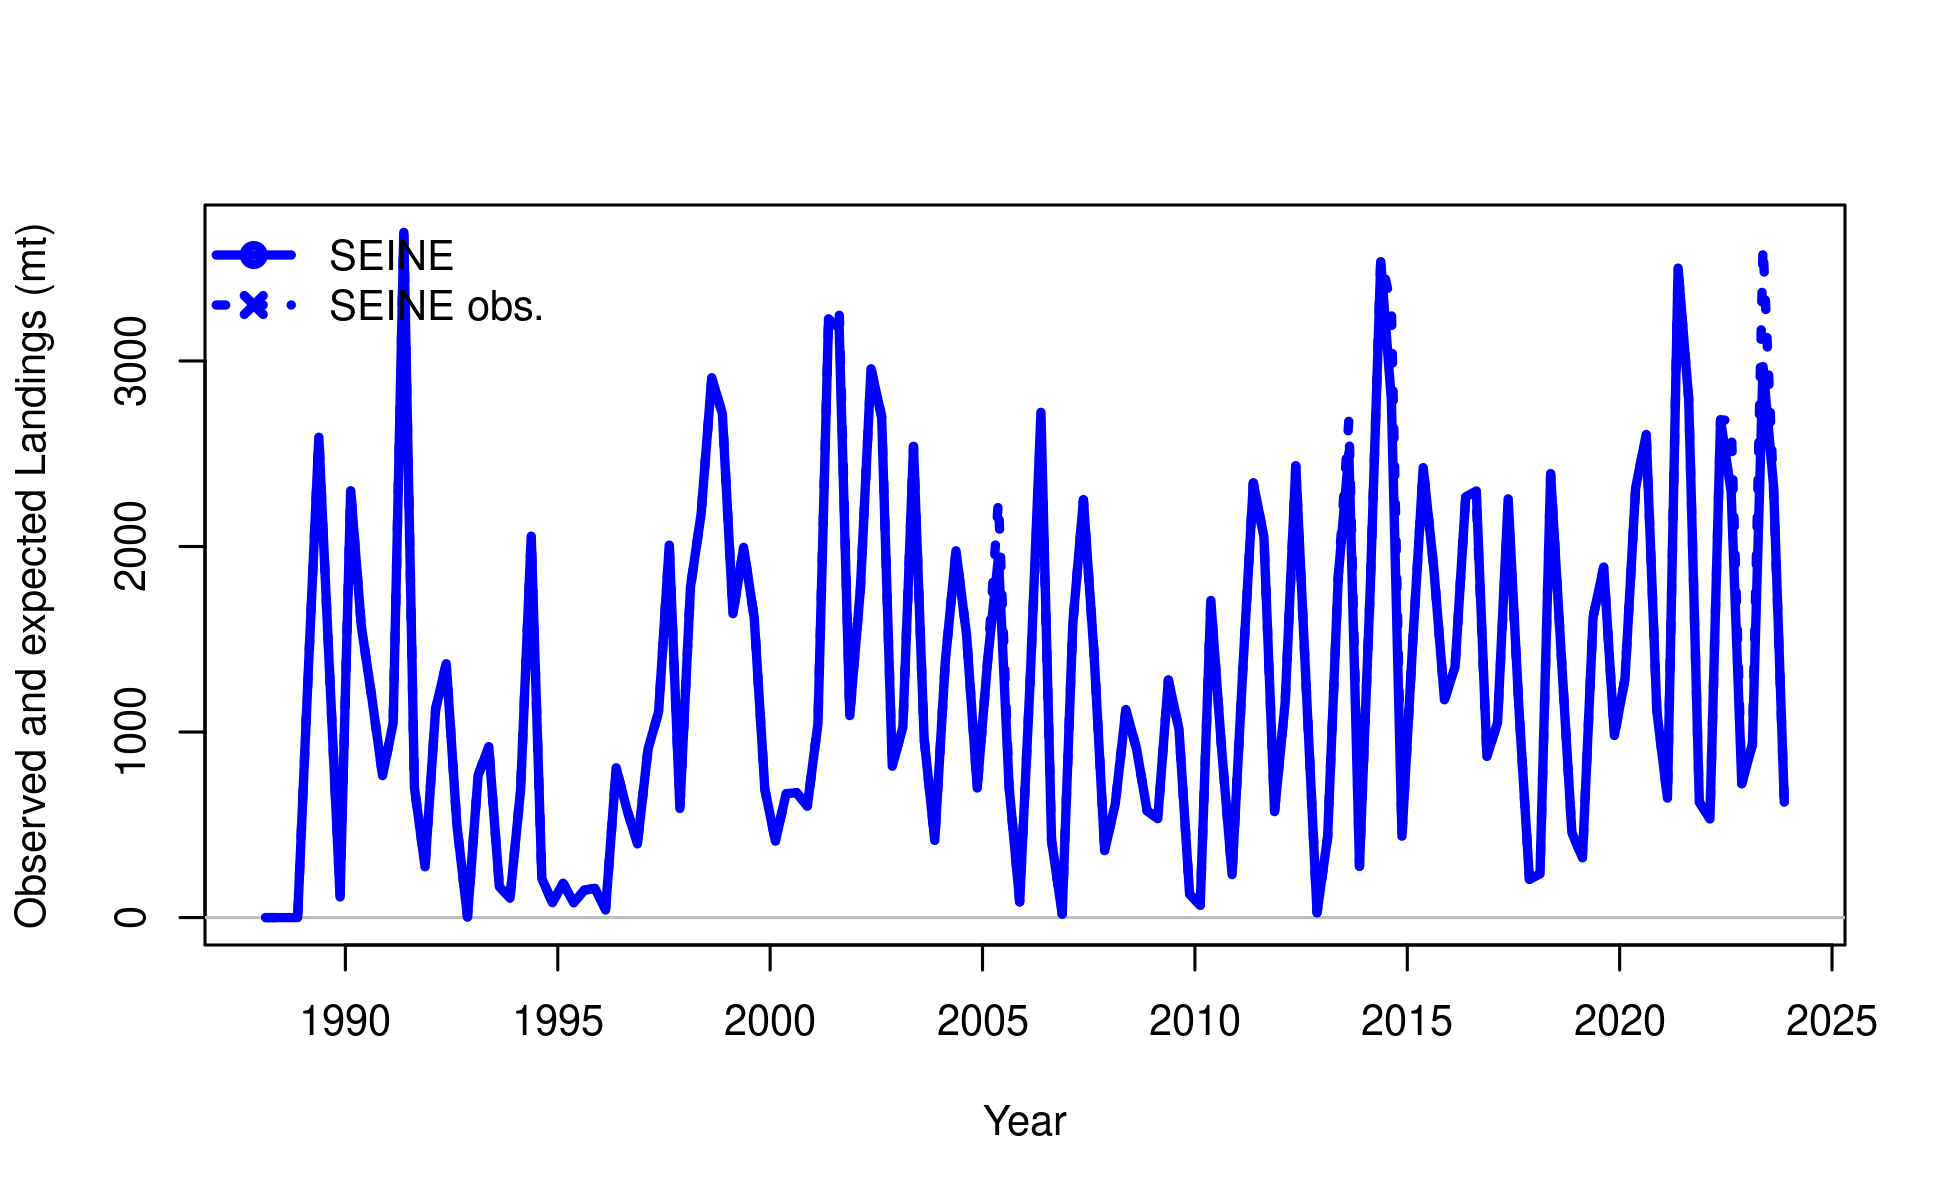 SEINE
SEINE obs.
Observed and expected Landings (mt)
3000
2000
1000
0
1990 1995 2000 2005 2010 2015 2020 2025
Year